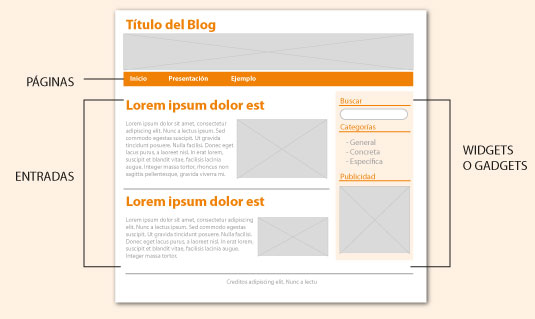 Título del Blog
PÁGINAS
Inicio Presentación Ejemplo
ENTRADAS
Lorem ipsum dolor est
Lorem ipsum dolor sit amet, consectetur
adipiscing elit. Nunc a lectus ipsum. Sed
commodo egestas suscipit. Ut gravida
tincidunt posuere. Nulla facilisi. Donec eget
lacus purus, a laoreet nisi. In erat lorem,
suscipit et blandit vitae, facilisis lacinia
augue. Integer massa tortor, rhoncus non
sagittis pellentesque, gravida viverra mi.
Lorem ipsum dolor est
Lorem ipsum dolor sit amet, consectetur adipiscing
elit. Nunc a lectus ipsum. Sed commodo egestas
suscipit. Ut gravida tincidunt posuere. Nulla facilisi.
Donec eget lacus purus, a laoreet nisl. In erat lorem,
suscipit et blandit vitae, facilisis lacinia augue.
Integer massa tortor.
Buscar
Categorías
- General
- Concreta
- Específica
Publicidad
WIDGETS
O GADGETS
Creditos adipiscing elit. Nunc a lectu